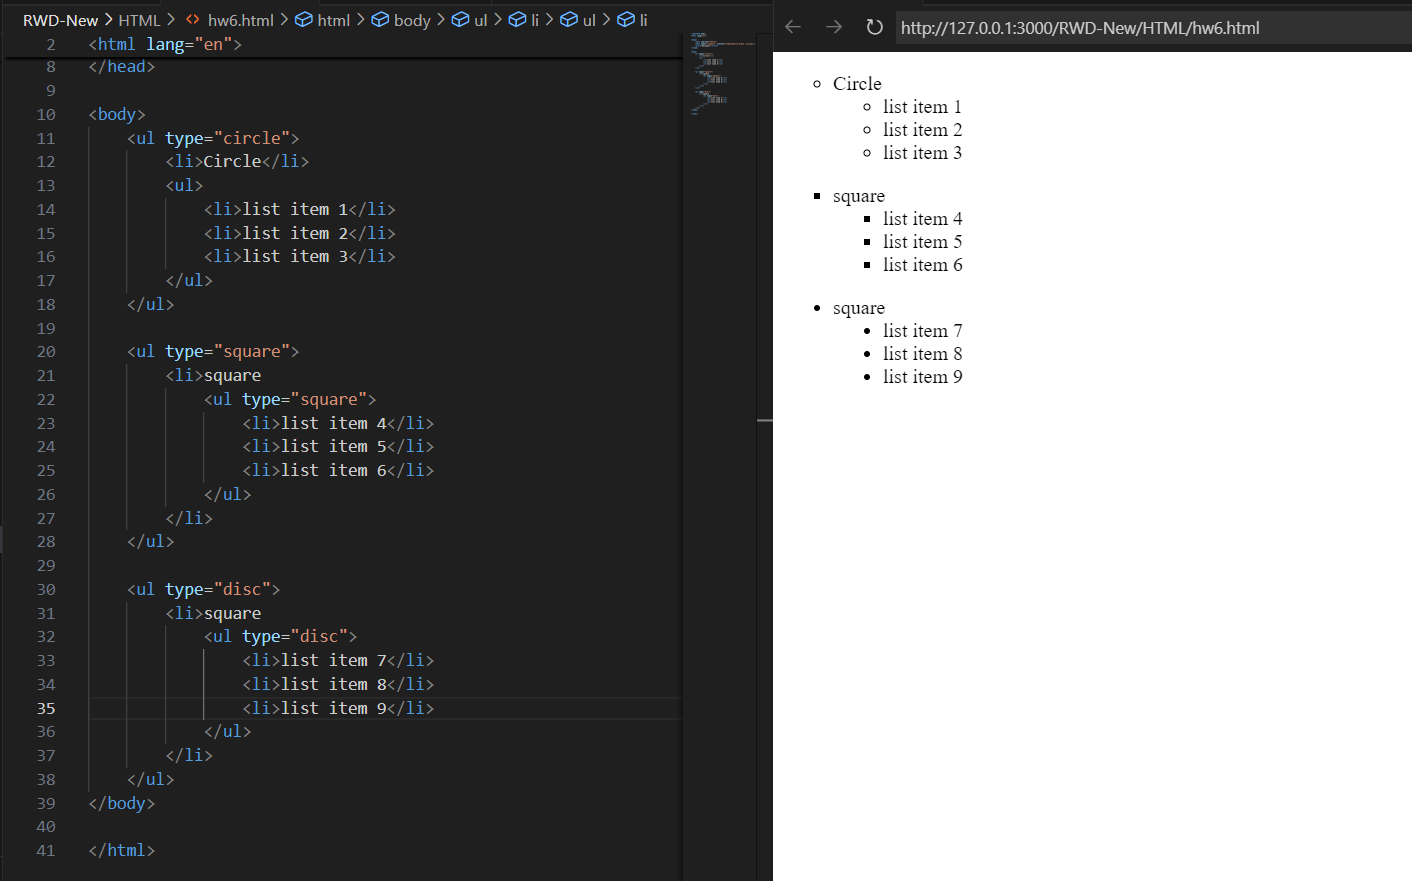 RWD-New > HTML > <> hw6.html > html > body > ul > li > ul > li
2 <html lang="en">
8 </head>
9
10 <body>
11 <ul type="circle">
12 <li>Circle</li>
13 <ul>
14 <li>list item 1</li>
15 <li>list item 2</li>
16 <li>list item 3</li>
17 </ul>
18 </ul>
19
20 <ul type="square">
21 <li>square
22 <ul type="square">
23 <li>list item 4</li>
24 <li>list item 5</li>
25 <li>list item 6</li>
26 </ul>
27 </li>
28 </ul>
29
30 <ul type="disc">
31 <li>square
32 <ul type="disc">
33 <li>list item 7</li>
34 <li>list item 8</li>
35 <li>list item 9</li>
36 </ul>
37 </li>
38 </ul>
39 </body>
40
41 </html>
http://127.0.0.1:3000/RWD-New/HTML/hw6.html
Circle
list item 1
list item 2
list item 3
square
list item 4
list item 5
list item 6
square
list item 7
list item 8
list item 9